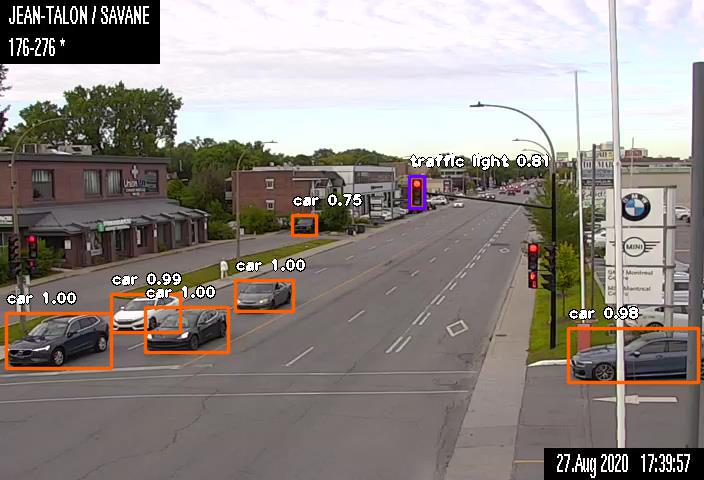 JEAN-TALON / SAVANE
176-276 *
traffic light 0.81
car 0.75
car 0.99
car 1.00
car 1.00
car 1.00
car 0.98
BMW
MINI
27.Aug 2020 17:39:57